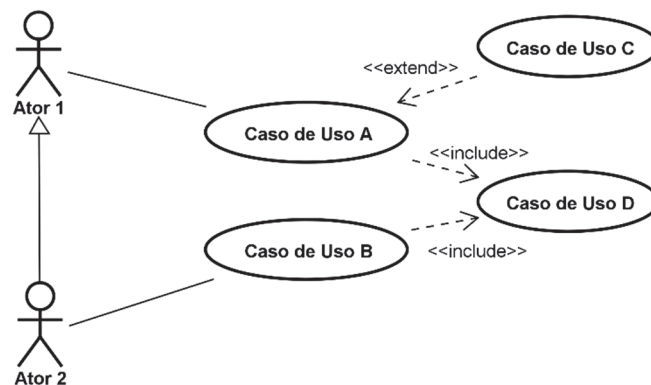 Caso de Uso C
<<extend>>
Ator 1
Caso de Uso A
<<include>>
Caso de Uso D
Caso de Uso B
<<include>>
Ator 2